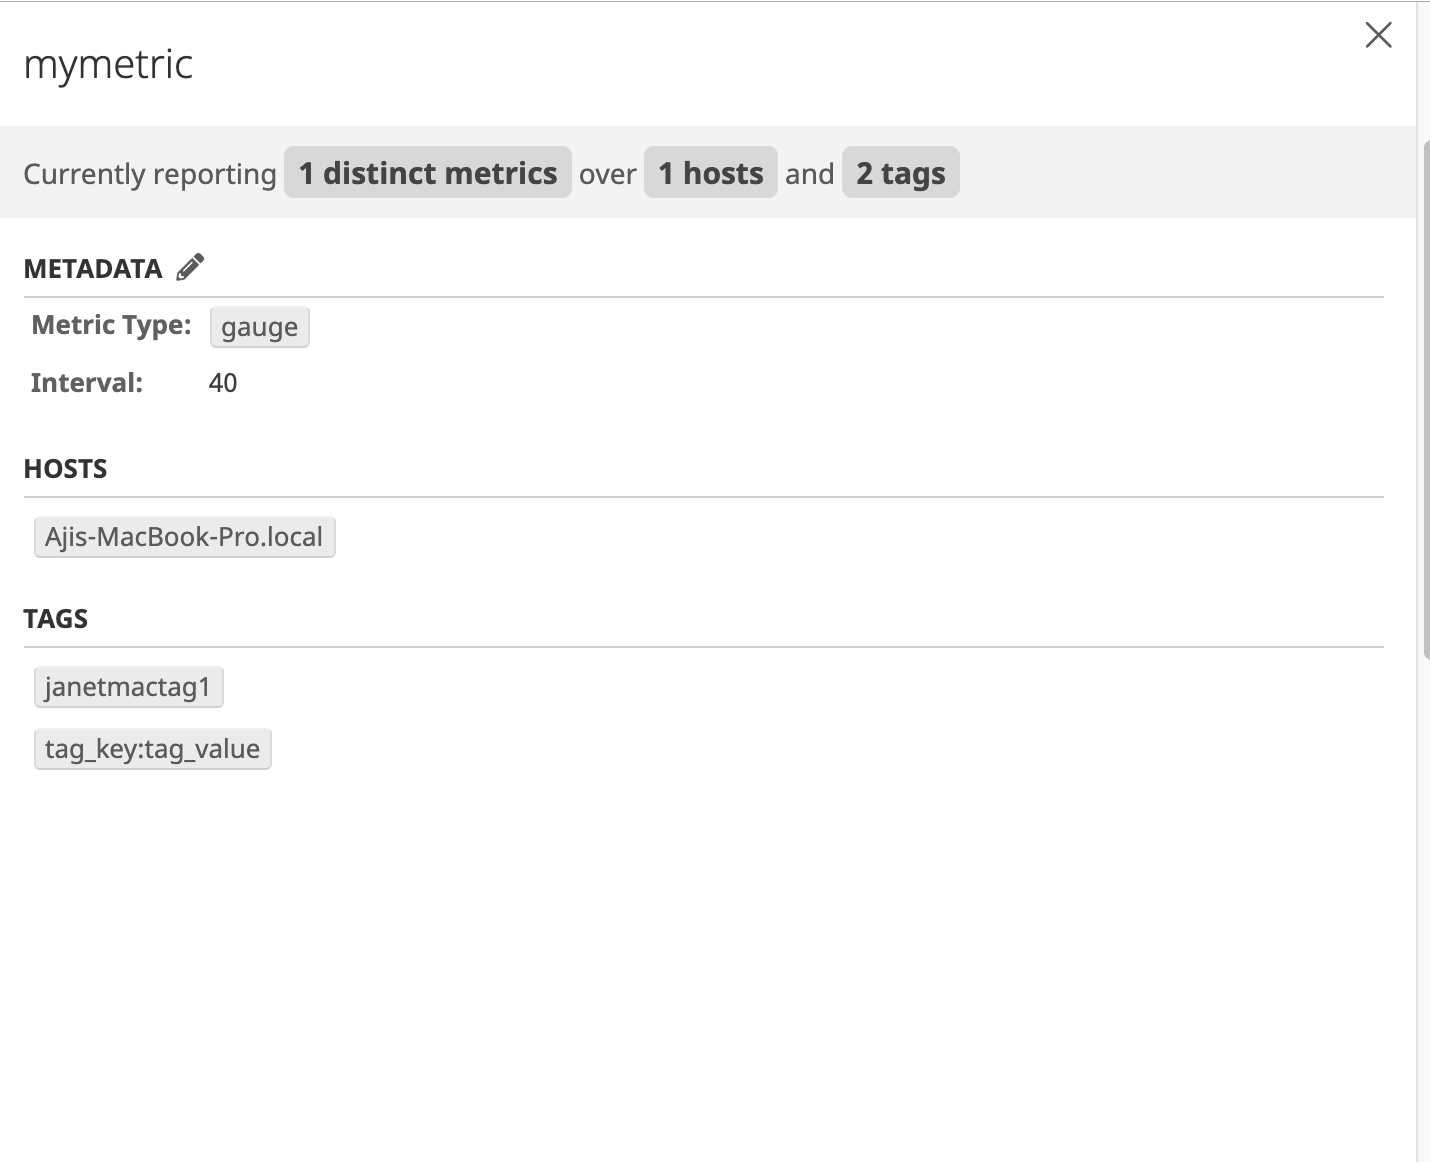 mymetric
Currently reporting 1 distinct metrics over 1 hosts and 2 tags
METADATA
Metric Type: gauge
Interval: 40
HOSTS
Ajis-MacBook-Pro.local
TAGS
janetmactag1
tag_key:tag_value